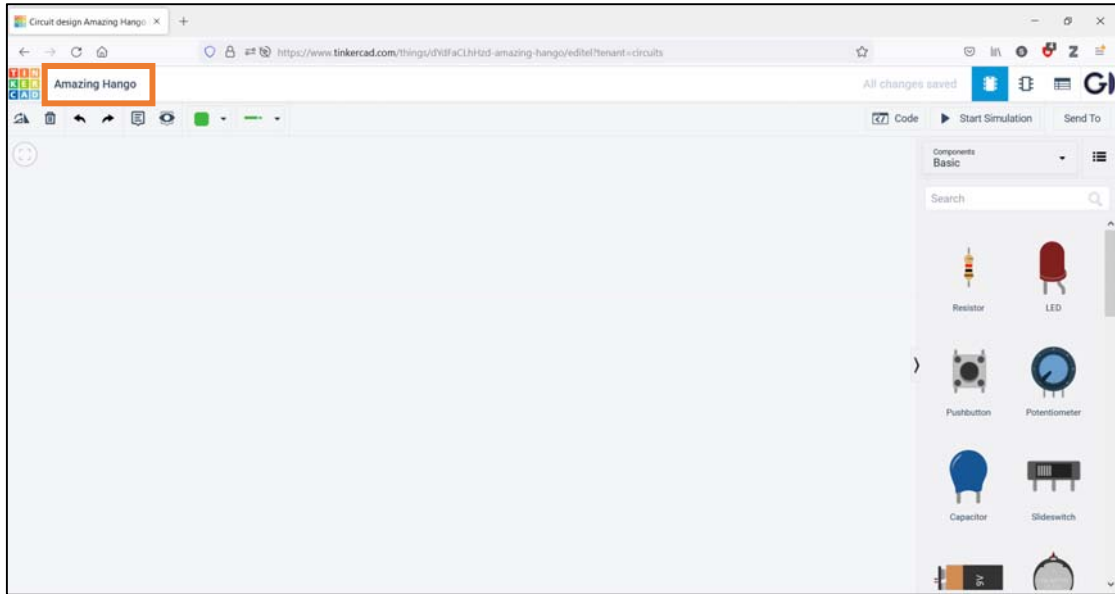 Circuit design Amazing Hango
https://www.tinkercad.com/things/dYdFaCLhHzd-amazing-hango/editel?tenant=circuits
TIN
KER
CAD
Amazing Hango
All changes saved
Code
Start Simulation
Send To
Components
Basic
Search
Resistor
LED
Pushbutton
Potentiometer
Capacitor
Slideswitch
9V